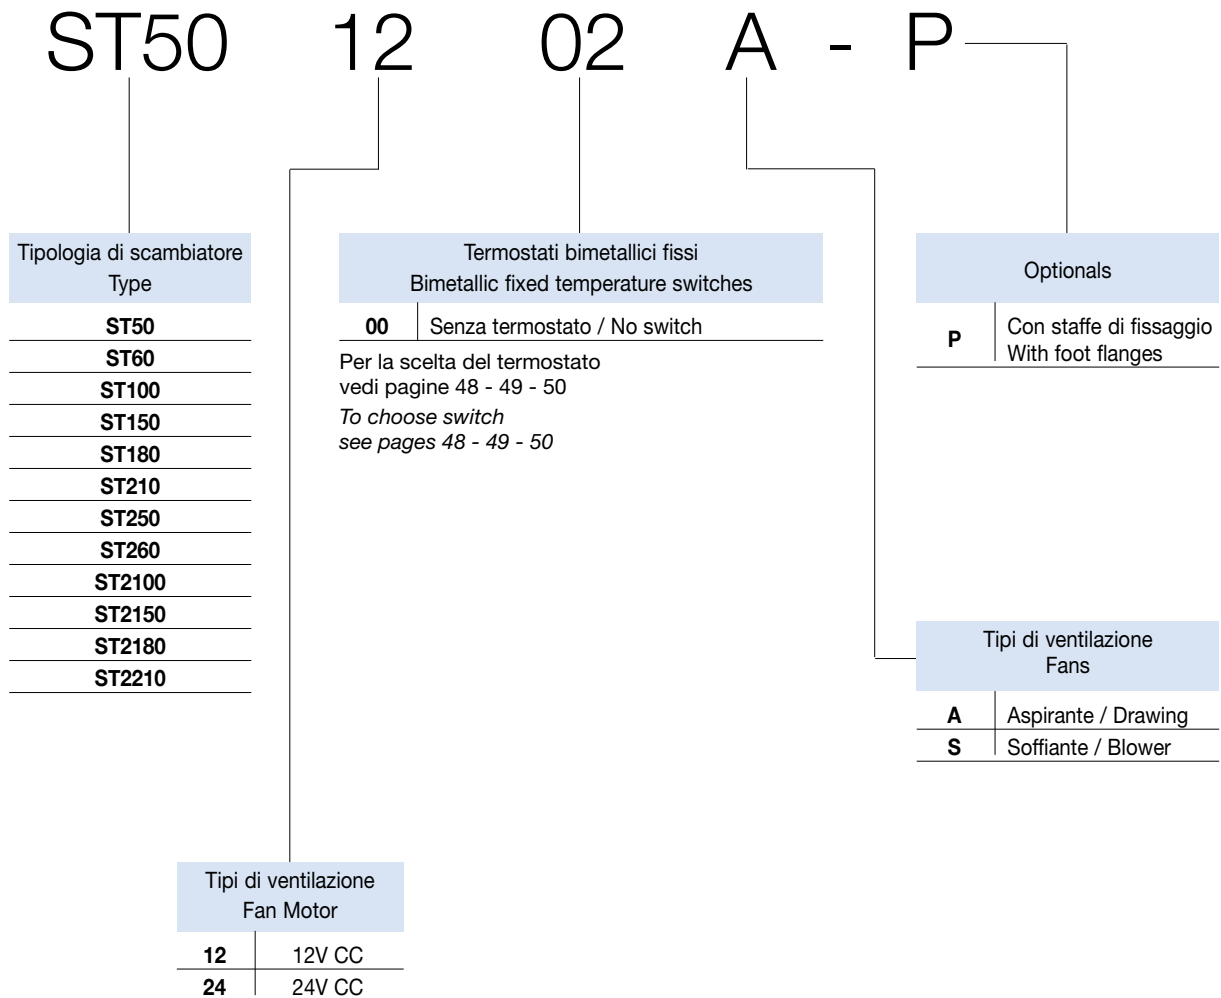 ST50 12 02 A - P
Tipologia di scambiatore
Type
ST50
ST60
ST100
ST150
ST180
ST210
ST250
ST260
ST2100
ST2150
ST2180
ST2210
Termostati bimetallici fissi
Bimetallic fixed temperature switches
00 Senza termostato / No switch
Per la scelta del termostato
vedi pagine 48 - 49 - 50
To choose switch
see pages 48 - 49 - 50
Optionals
P Con staffe di fissaggio
With foot flanges
Tipi di ventilazione
Fans
A Aspirante / Drawing
S Soffiante / Blower
Tipi di ventilazione
Fan Motor
12 12V CC
24 24V CC